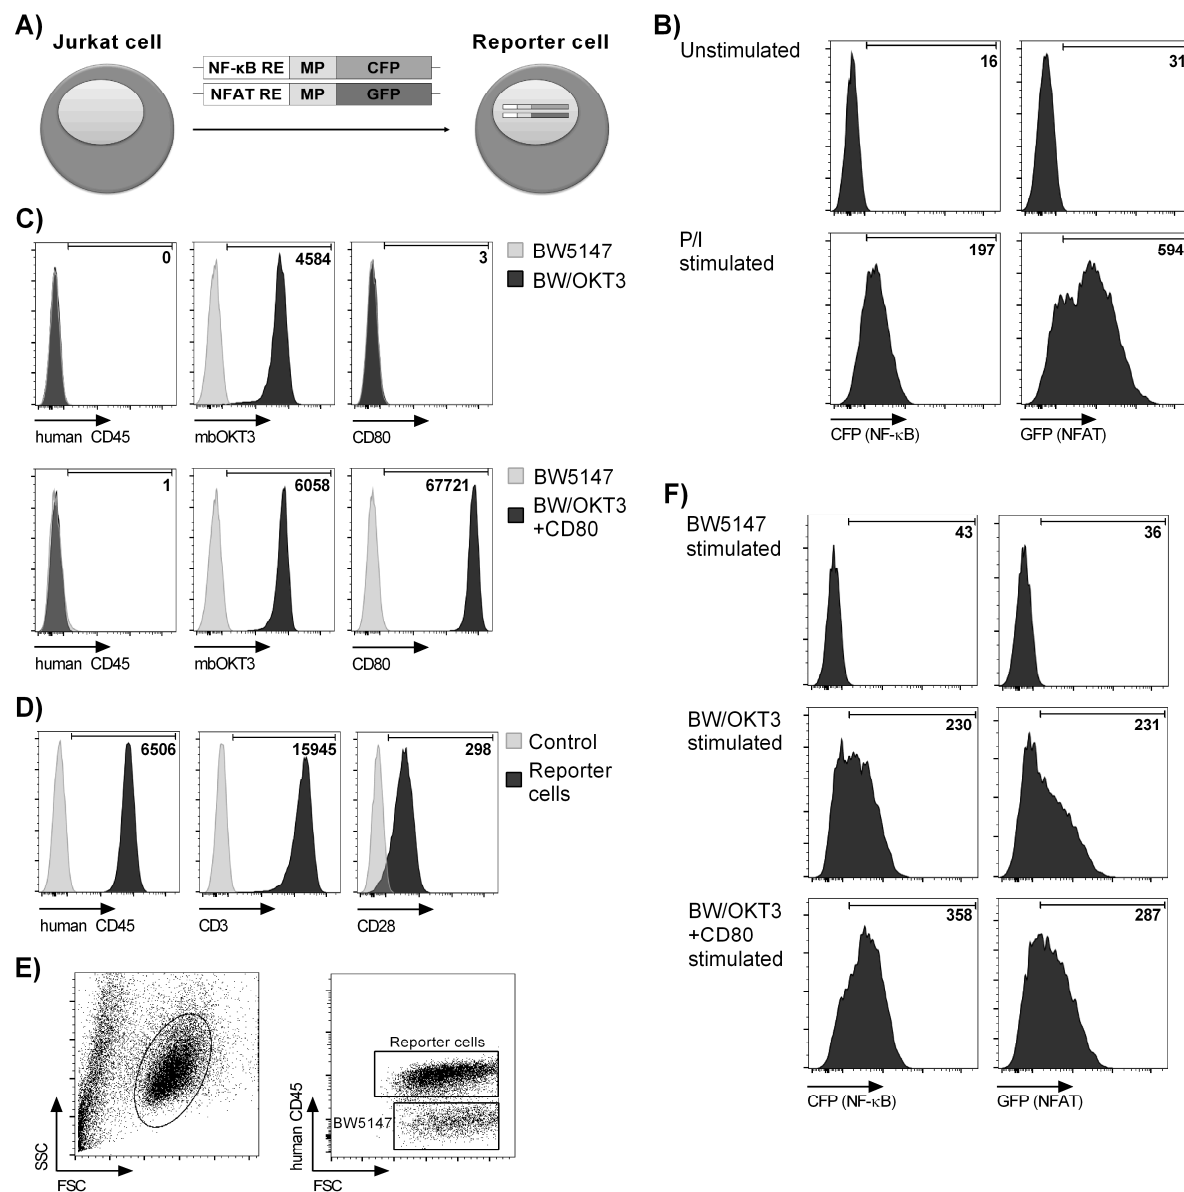 A)
Jurkat cell
Reporter cell
NF-κB RE MP CFP
NFAT RE MP GFP
B)
Unstimulated
16
31
P/I
stimulated
197
594
CFP (NF-κB)
GFP (NFAT)
C)
0
4584
3
BW5147
BW/OKT3
human CD45
mbOKT3
CD80
1
6058
67721
BW5147
BW/OKT3
+CD80
human CD45
mbOKT3
CD80
D)
6506
15945
298
Control
Reporter
cells
human CD45
CD3
CD28
E)
SSC
FSC
Reporter cells
BW5147
human CD45
FSC
F)
BW5147
stimulated
43
36
BW/OKT3
stimulated
230
231
BW/OKT3
+CD80
stimulated
358
287
CFP (NF-κB)
GFP (NFAT)